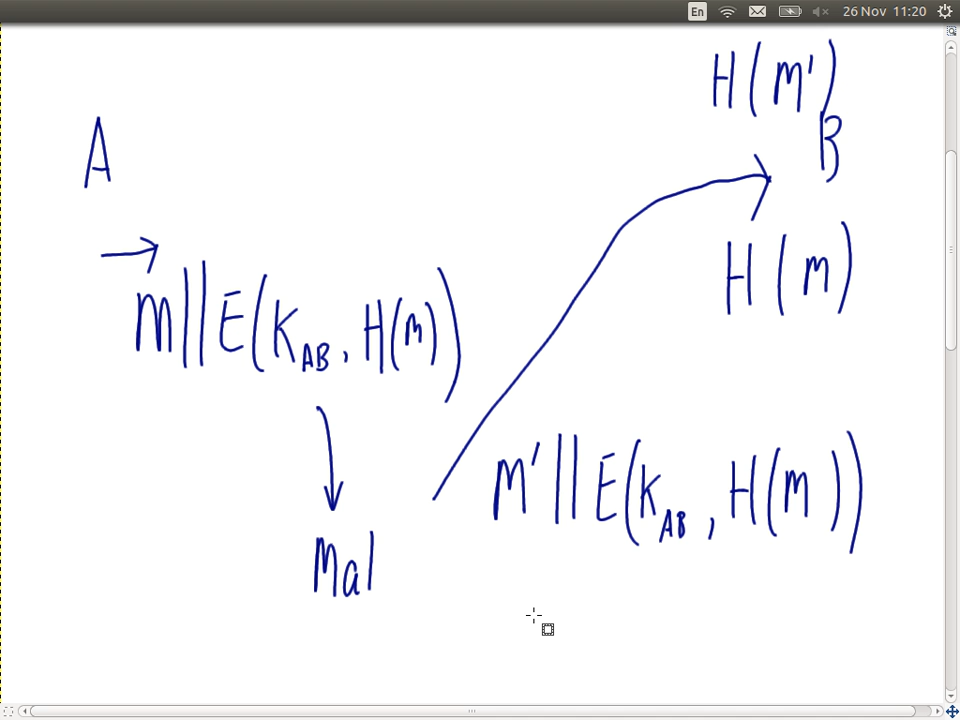 En 26 Nov 11:20
H(m')
A
B
H(m)
m||E(K_AB, H(m))
m'||E(K_AB, H(m))
Mal